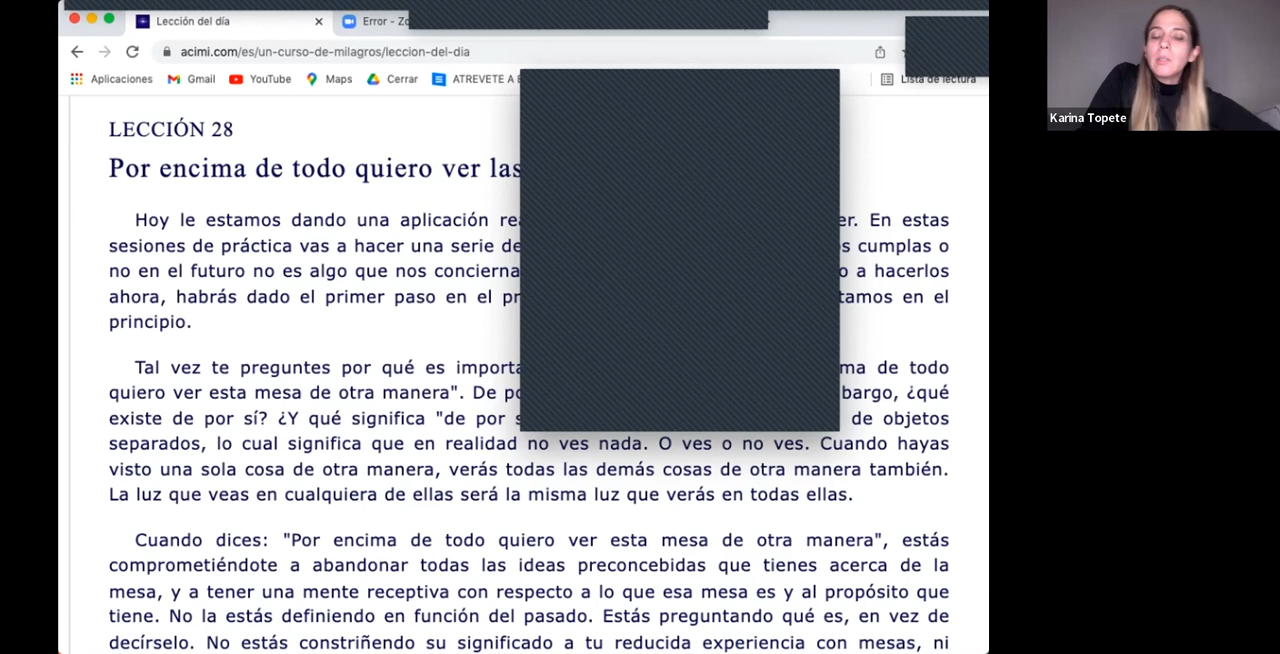 Lección del día
Error - Zo
acimi.com/es/un-curso-de-milagros/leccion-del-dia
Aplicaciones Gmail YouTube Maps Cerrar ATREVETE A Lista de lectura
Karina Topete
LECCIÓN 28
Por encima de todo quiero ver las
Hoy le estamos dando una aplicación er. En estas
sesiones de práctica vas a hacer una serie de s cumplas o
no en el futuro no es algo que nos concierna o a hacerlos
ahora, habrás dado el primer paso en el pr tamos en el
principio.
Tal vez te preguntes por qué es importa ma de todo
quiero ver esta mesa de otra manera". De po bargo, ¿qué
existe de por sí? ¿Y qué significa "de por s de objetos
separados, lo cual significa que en realidad no ves nada. O ves o no ves. Cuando hayas
visto una sola cosa de otra manera, verás todas las demás cosas de otra manera también.
La luz que veas en cualquiera de ellas será la misma luz que verás en todas ellas.
Cuando dices: "Por encima de todo quiero ver esta mesa de otra manera", estás
comprometiéndote a abandonar todas las ideas preconcebidas que tienes acerca de la
mesa, y a tener una mente receptiva con respecto a lo que esa mesa es y al propósito que
tiene. No la estás definiendo en función del pasado. Estás preguntando qué es, en vez de
decírselo. No estás constriñendo su significado a tu reducida experiencia con mesas, ni